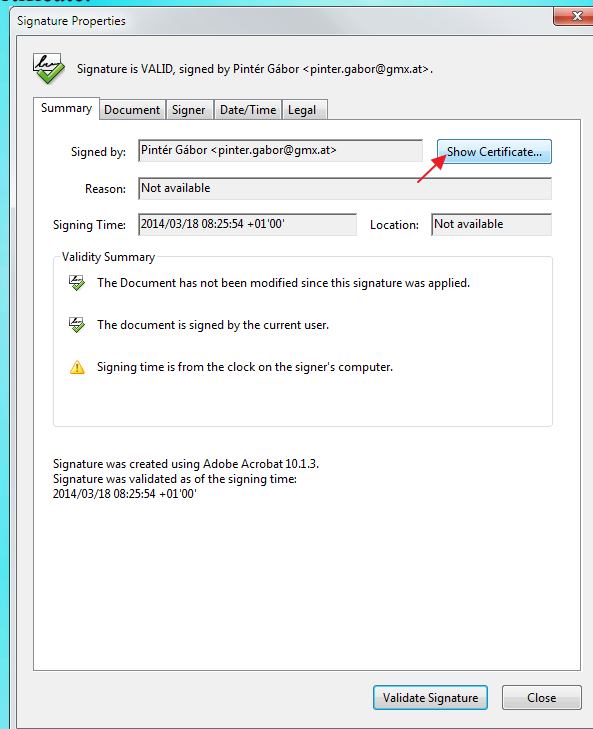 Signature Properties
Signature is VALID, signed by Pintér Gábor <pinter.gabor@gmx.at>.
Summary Document Signer Date/Time Legal
Signed by: Pintér Gábor <pinter.gabor@gmx.at> Show Certificate...
Reason: Not available
Signing Time: 2014/03/18 08:25:54 +01'00' Location: Not available
Validity Summary
The Document has not been modified since this signature was applied.
The document is signed by the current user.
Signing time is from the clock on the signer's computer.
Signature was created using Adobe Acrobat 10.1.3.
Signature was validated as of the signing time:
2014/03/18 08:25:54 +01'00'
Validate Signature Close